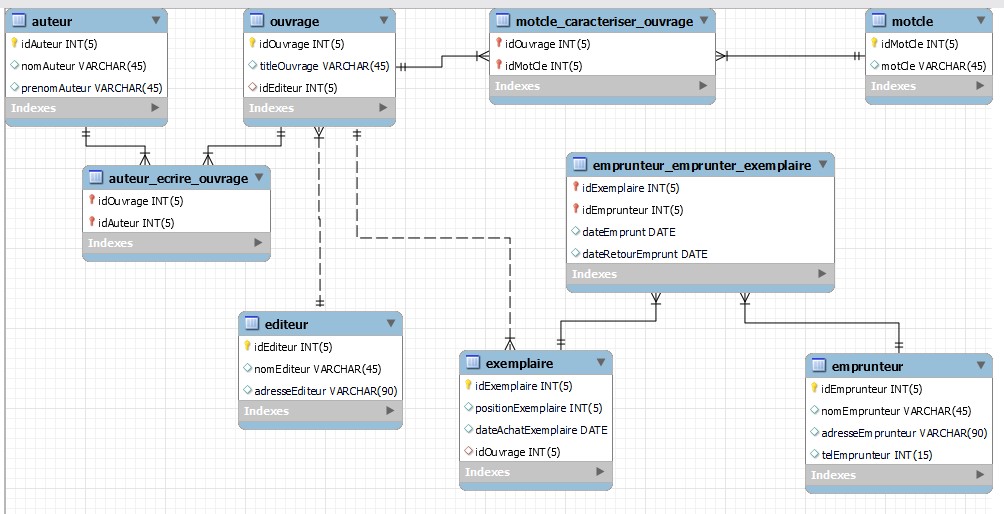 auteur
idAuteur INT(5)
nomAuteur VARCHAR(45)
prenomAuteur VARCHAR(45)
Indexes
ouvrage
idOuvrage INT(5)
titleOuvrage VARCHAR(45)
idEditeur INT(5)
Indexes
motcle_caracteriser_ouvrage
idOuvrage INT(5)
idMotCle INT(5)
Indexes
motcle
idMotCle INT(5)
motCle VARCHAR(45)
Indexes
auteur_ecrire_ouvrage
idOuvrage INT(5)
idAuteur INT(5)
Indexes
emprunteur_emprunter_exemplaire
idExemplaire INT(5)
idEmprunteur INT(5)
dateEmprunt DATE
dateRetourEmprunt DATE
Indexes
editeur
idEditeur INT(5)
nomEditeur VARCHAR(45)
adresseEditeur VARCHAR(90)
Indexes
exemplaire
idExemplaire INT(5)
positionExemplaire INT(5)
dateAchatExemplaire DATE
idOuvrage INT(5)
Indexes
emprunteur
idEmprunteur INT(5)
nomEmprunteur VARCHAR(45)
adresseEmprunteur VARCHAR(90)
telEmprunteur INT(15)
Indexes